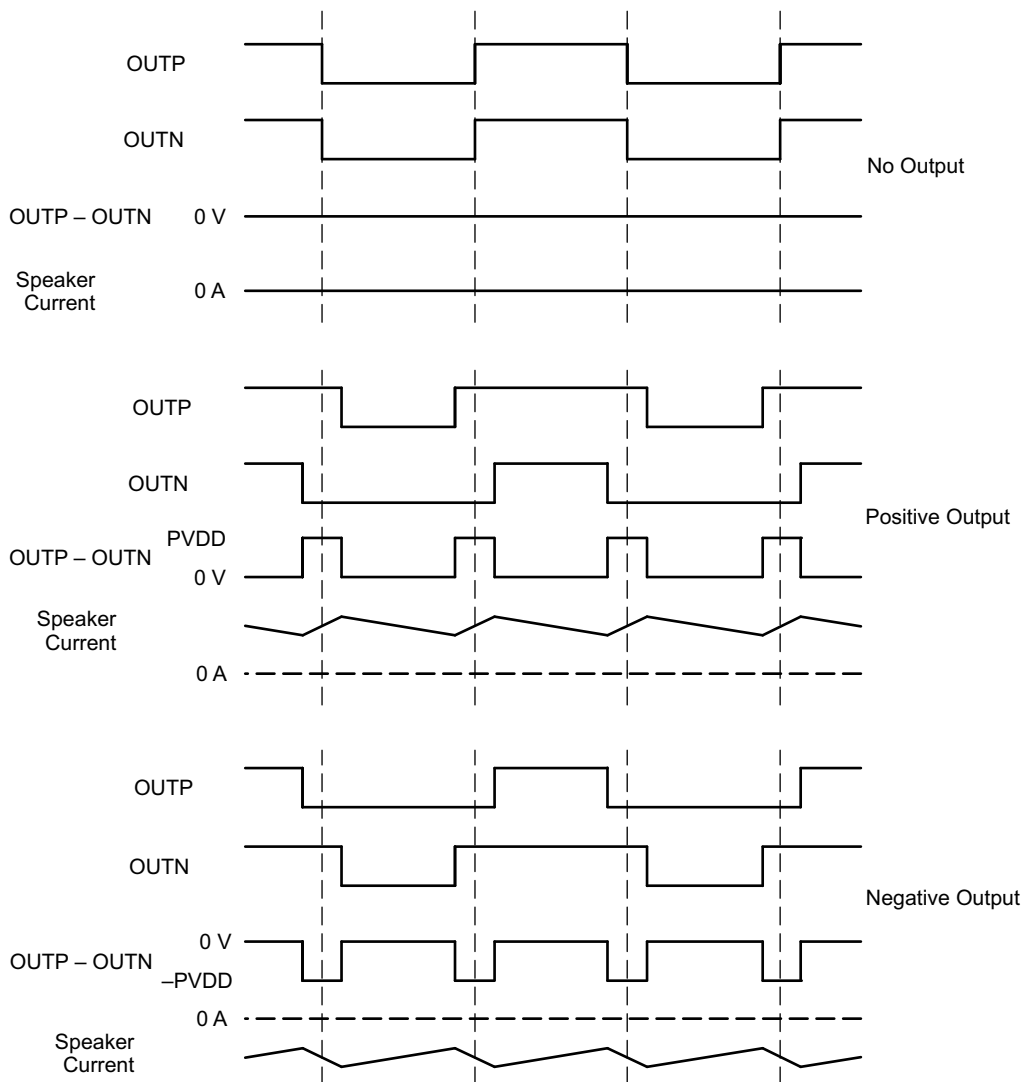 OUTP
OUTN
No Output
OUTP – OUTN 0 V
Speaker
Current
0 A
OUTP
OUTN
Positive Output
PVDD
OUTP – OUTN
0 V
Speaker
Current
0 A
OUTP
OUTN
Negative Output
0 V
OUTP – OUTN
–PVDD
0 A
Speaker
Current